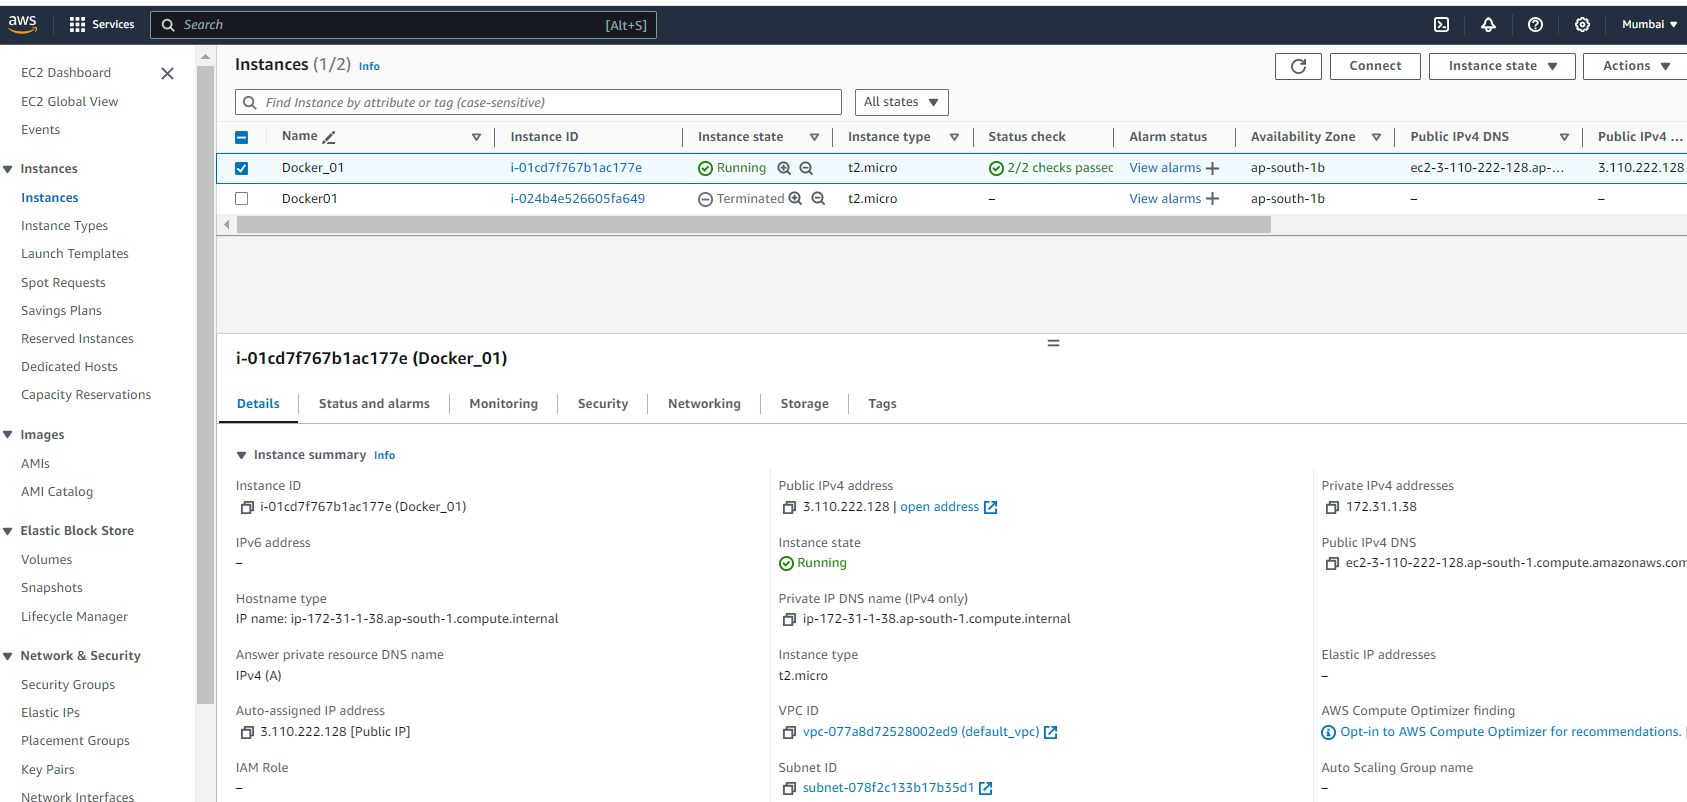 aws Services Search [Alt+S] Mumbai
EC2 Dashboard
EC2 Global View
Events
Instances
Instances
Instance Types
Launch Templates
Spot Requests
Savings Plans
Reserved Instances
Dedicated Hosts
Capacity Reservations
Images
AMIs
AMI Catalog
Elastic Block Store
Volumes
Snapshots
Lifecycle Manager
Network & Security
Security Groups
Elastic IPs
Placement Groups
Key Pairs
Network Interfaces
Instances (1/2) Info
Connect Instance state Actions
Find Instance by attribute or tag (case-sensitive) All states
Name Instance ID Instance state Instance type Status check Alarm status Availability Zone Public IPv4 DNS Public IPv4 ...
Docker_01 i-01cd7f767b1ac177e Running t2.micro 2/2 checks passed View alarms + ap-south-1b ec2-3-110-222-128.ap-... 3.110.222.128
Docker01 i-024b4e526605fa649 Terminated t2.micro – View alarms + ap-south-1b – –
i-01cd7f767b1ac177e (Docker_01)
Details Status and alarms Monitoring Security Networking Storage Tags
Instance summary Info
Instance ID
i-01cd7f767b1ac177e (Docker_01)
IPv6 address
–
Hostname type
IP name: ip-172-31-1-38.ap-south-1.compute.internal
Answer private resource DNS name
IPv4 (A)
Auto-assigned IP address
3.110.222.128 [Public IP]
IAM Role
–
Public IPv4 address
3.110.222.128 | open address
Instance state
Running
Private IP DNS name (IPv4 only)
ip-172-31-1-38.ap-south-1.compute.internal
Instance type
t2.micro
VPC ID
vpc-077a8d72528002ed9 (default_vpc)
Subnet ID
subnet-078f2c133b17b35d1
Private IPv4 addresses
172.31.1.38
Public IPv4 DNS
ec2-3-110-222-128.ap-south-1.compute.amazonaws.com
Elastic IP addresses
–
AWS Compute Optimizer finding
Opt-in to AWS Compute Optimizer for recommendations. |
Auto Scaling Group name
–